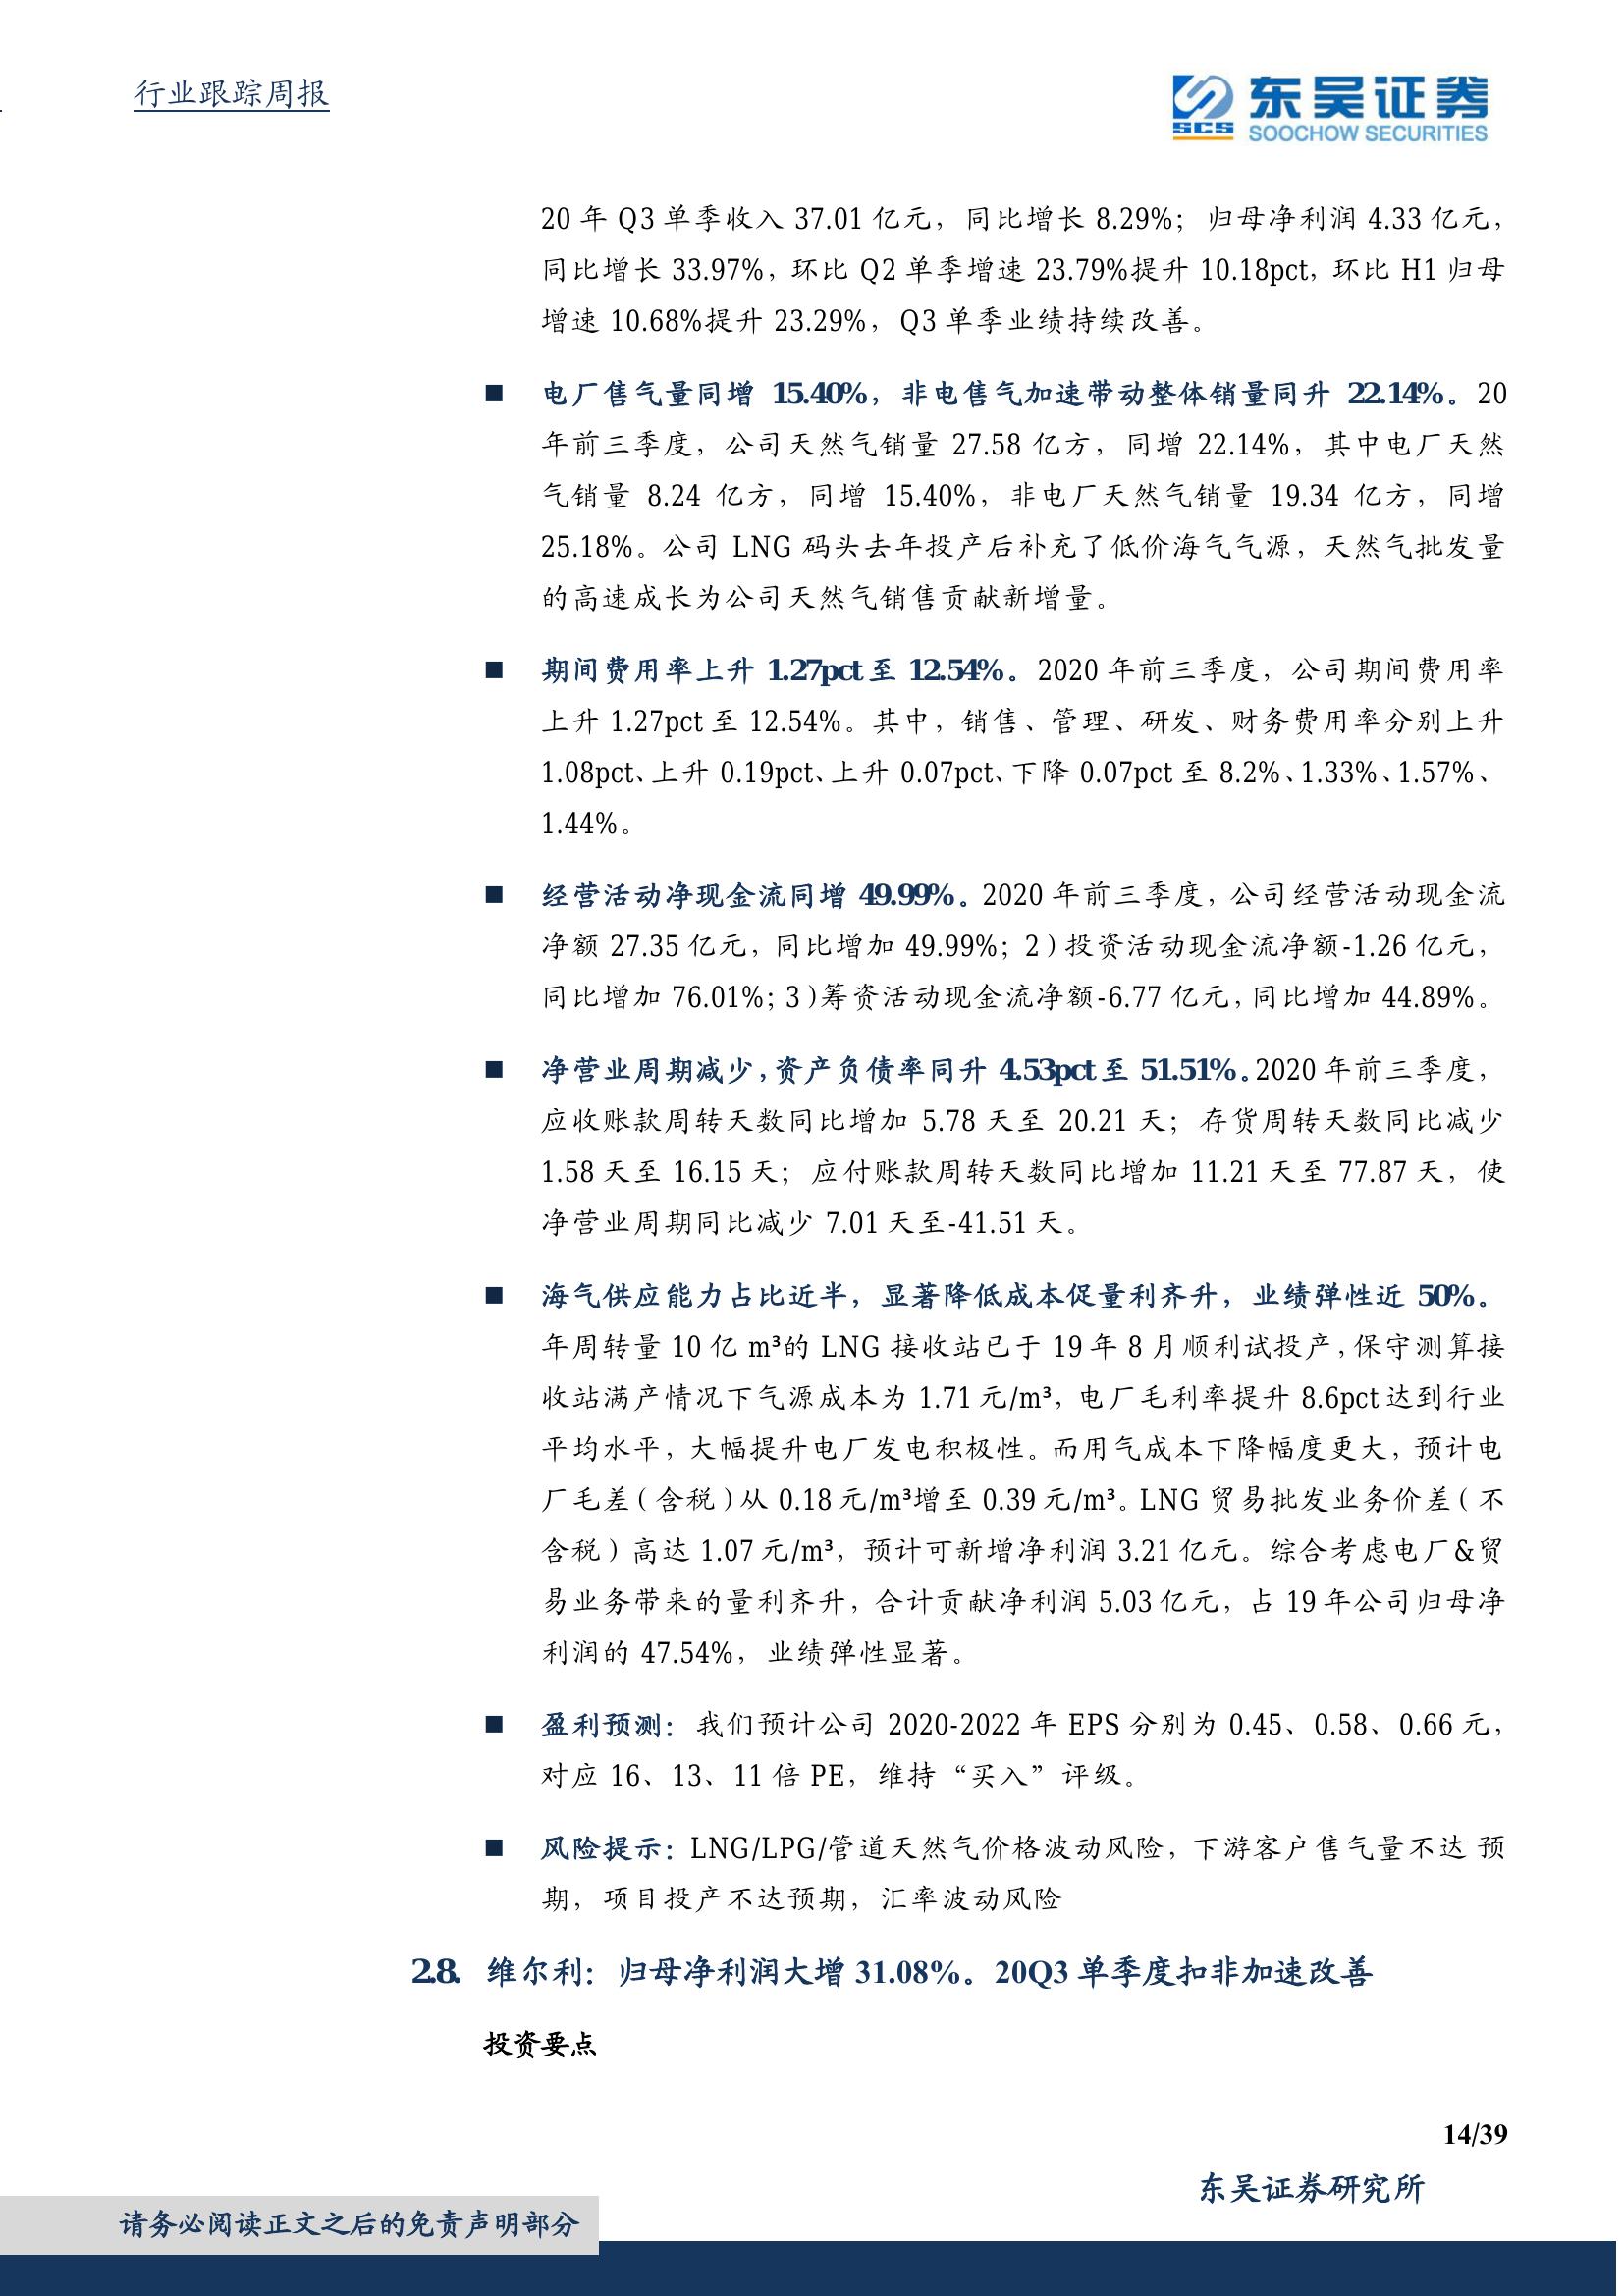 行业跟踪周报
SCS
东吴证券
SOOCHOW SECURITIES
20 年 Q3 单季收入 37.01 亿元，同比增长 8.29%；归母净利润 4.33 亿元，
同比增长 33.97%，环比 Q2 单季增速 23.79%提升 10.18pct，环比 H1 归母
增速 10.68%提升 23.29%，Q3 单季业绩持续改善。
■ 电厂售气量同增 15.40%，非电售气加速带动整体销量同升 22.14%。20
年前三季度，公司天然气销量 27.58 亿方，同增 22.14%，其中电厂天然
气销量 8.24 亿方，同增 15.40%，非电厂天然气销量 19.34 亿方，同增
25.18%。公司 LNG 码头去年投产后补充了低价海气气源，天然气批发量
的高速成长为公司天然气销售贡献新增量。
■ 期间费用率上升 1.27pct 至 12.54%。2020 年前三季度，公司期间费用率
上升 1.27pct 至 12.54%。其中，销售、管理、研发、财务费用率分别上升
1.08pct、上升 0.19pct、上升 0.07pct、下降 0.07pct 至 8.2%、1.33%、1.57%、
1.44%。
■ 经营活动净现金流同增 49.99%。2020 年前三季度，公司经营活动现金流
净额 27.35 亿元，同比增加 49.99%；2）投资活动现金流净额-1.26 亿元，
同比增加 76.01%；3）筹资活动现金流净额-6.77 亿元，同比增加 44.89%。
■ 净营业周期减少，资产负债率同升 4.53pct 至 51.51%。2020 年前三季度，
应收账款周转天数同比增加 5.78 天至 20.21 天；存货周转天数同比减少
1.58 天至 16.15 天；应付账款周转天数同比增加 11.21 天至 77.87 天，使
净营业周期同比减少 7.01 天至-41.51 天。
■ 海气供应能力占比近半，显著降低成本促量利齐升，业绩弹性近 50%。
年周转量 10 亿 m³的 LNG 接收站已于 19 年 8 月顺利试投产，保守测算接
收站满产情况下气源成本为 1.71 元/m³，电厂毛利率提升 8.6pct 达到行业
平均水平，大幅提升电厂发电积极性。而用气成本下降幅度更大，预计电
厂毛差（含税）从 0.18 元/m³增至 0.39 元/m³。LNG 贸易批发业务价差（不
含税）高达 1.07 元/m³，预计可新增净利润 3.21 亿元。综合考虑电厂&贸
易业务带来的量利齐升，合计贡献净利润 5.03 亿元，占 19 年公司归母净
利润的 47.54%，业绩弹性显著。
■ 盈利预测：我们预计公司 2020-2022 年 EPS 分别为 0.45、0.58、0.66 元，
对应 16、13、11 倍 PE，维持“买入”评级。
■ 风险提示：LNG/LPG/管道天然气价格波动风险，下游客户售气量不达 预
期，项目投产不达预期，汇率波动风险
2.8. 维尔利：归母净利润大增 31.08%。20Q3 单季度扣非加速改善
投资要点
14/39
东吴证券研究所
请务必阅读正文之后的免责声明部分